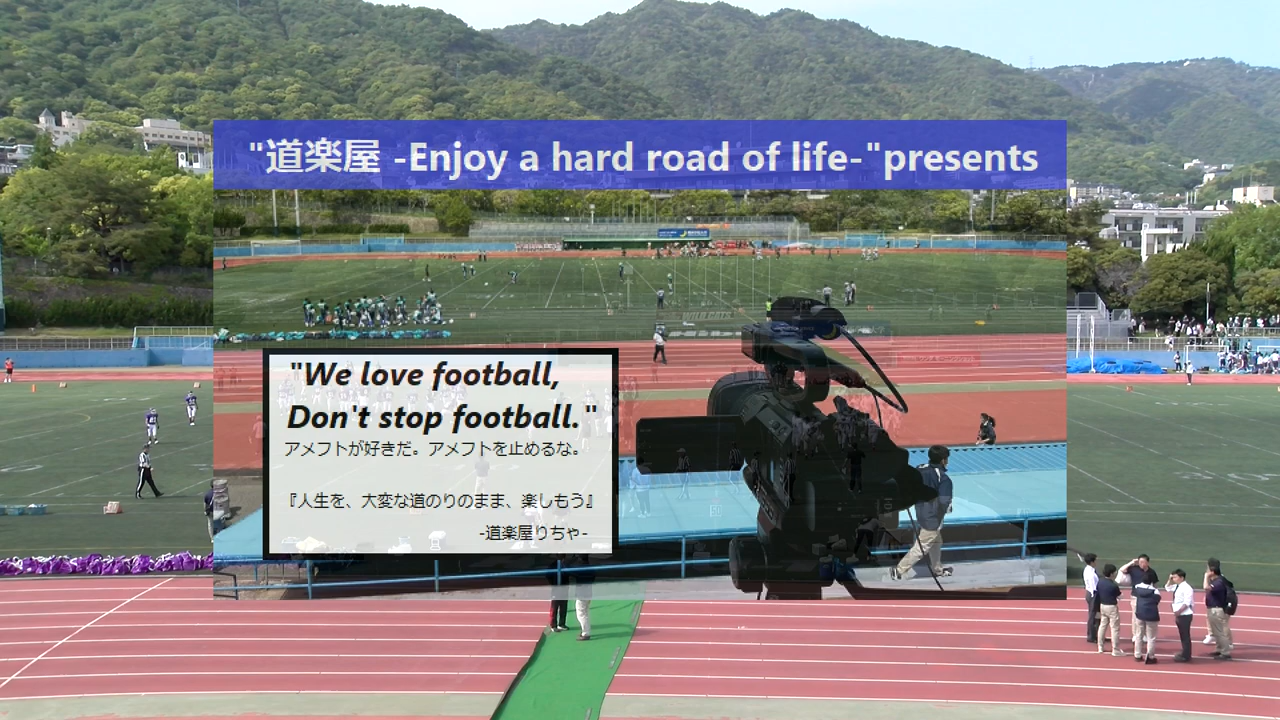 "道楽屋 -Enjoy a hard road of life-"presents
"We love football,
Don't stop football."
アメフトが好きだ。アメフトを止めるな。
『人生を、大変な道のりのまま、楽しもう』
-道楽屋りちゃ-